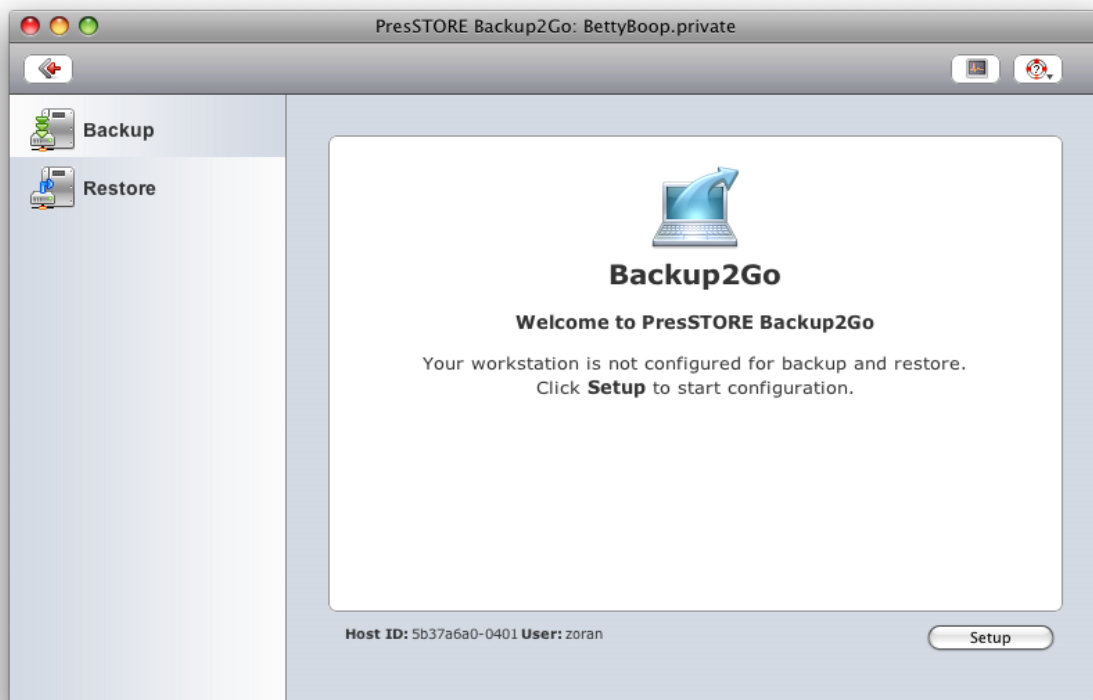 PresSTORE Backup2Go: BettyBoop.private
Backup
Restore
Backup2Go
Welcome to PresSTORE Backup2Go
Your workstation is not configured for backup and restore.
Click Setup to start configuration.
Host ID: 5b37a6a0-0401 User: zoran
Setup